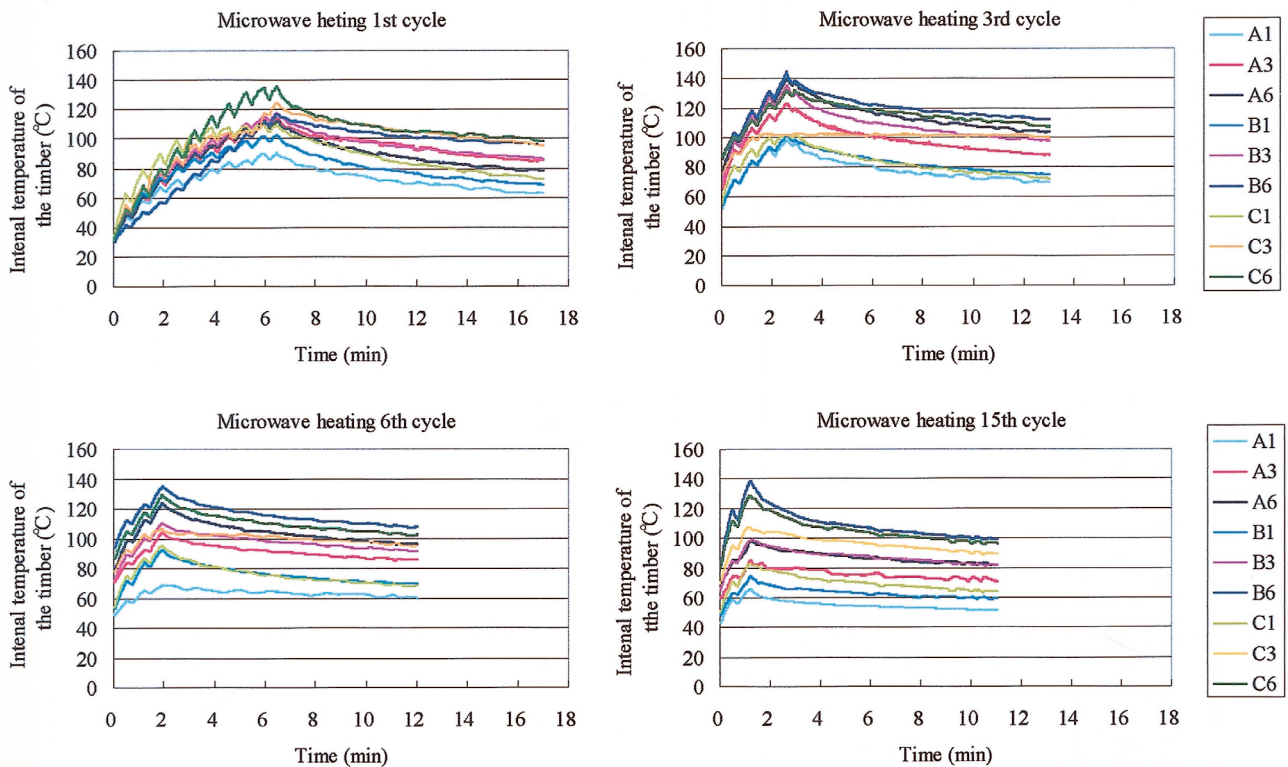 Microwave heting 1st cycle
Intenal temperature of
the timber (℃)
160
140
120
100
80
60
40
20
0
0 2 4 6 8 10 12 14 16 18
Time (min)
Microwave heating 3rd cycle
Intenal temperature of
the timber (℃)
160
140
120
100
80
60
40
20
0
0 2 4 6 8 10 12 14 16 18
Time (min)
A1
A3
A6
B1
B3
B6
C1
C3
C6
Microwave heating 6th cycle
Intenal temperature of
the timber (℃)
160
140
120
100
80
60
40
20
0
0 2 4 6 8 10 12 14 16 18
Time (min)
Microwave heating 15th cycle
Intenal temperature of
tthe timber (℃)
160
140
120
100
80
60
40
20
0
0 2 4 6 8 10 12 14 16 18
Time (min)
A1
A3
A6
B1
B3
B6
C1
C3
C6